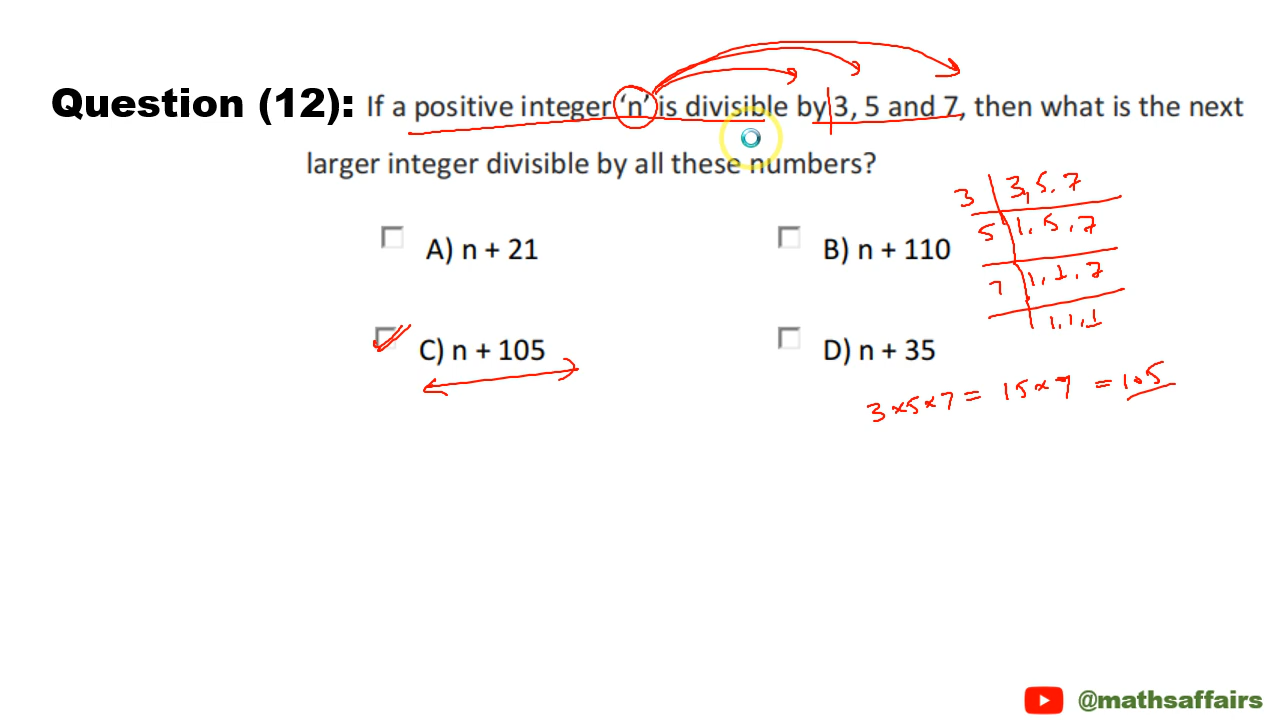 Question (12): If a positive integer ‘n’ is divisible by 3, 5 and 7, then what is the next
larger integer divisible by all these numbers?
A) n + 21
B) n + 110
C) n + 105
D) n + 35
3 3, 5, 7
5 1, 5, 7
7 1, 1, 7
1, 1, 1
3 × 5 × 7 = 15 × 7 = 105
@mathsaffairs